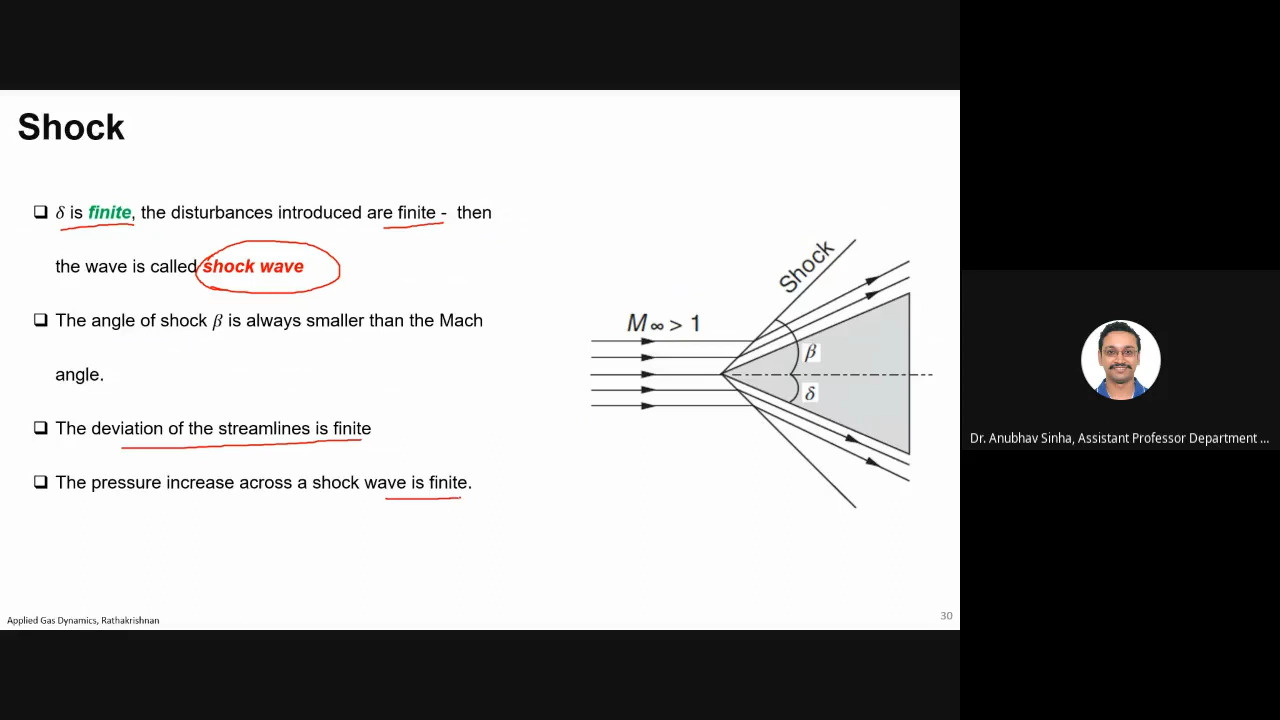 Shock
❑ δ is finite, the disturbances introduced are finite - then
the wave is called shock wave
❑ The angle of shock β is always smaller than the Mach
angle.
❑ The deviation of the streamlines is finite
❑ The pressure increase across a shock wave is finite.
Shock
M∞ > 1
β
δ
Applied Gas Dynamics, Rathakrishnan
30
Dr. Anubhav Sinha, Assistant Professor Department ...